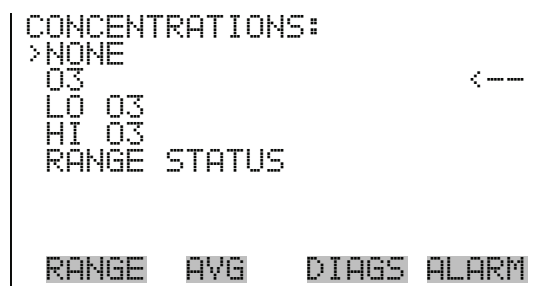 CONCENTRATIONS:
>NONE
O3 <--
LO O3
HI O3
RANGE STATUS
RANGE AVG DIAGS ALARM